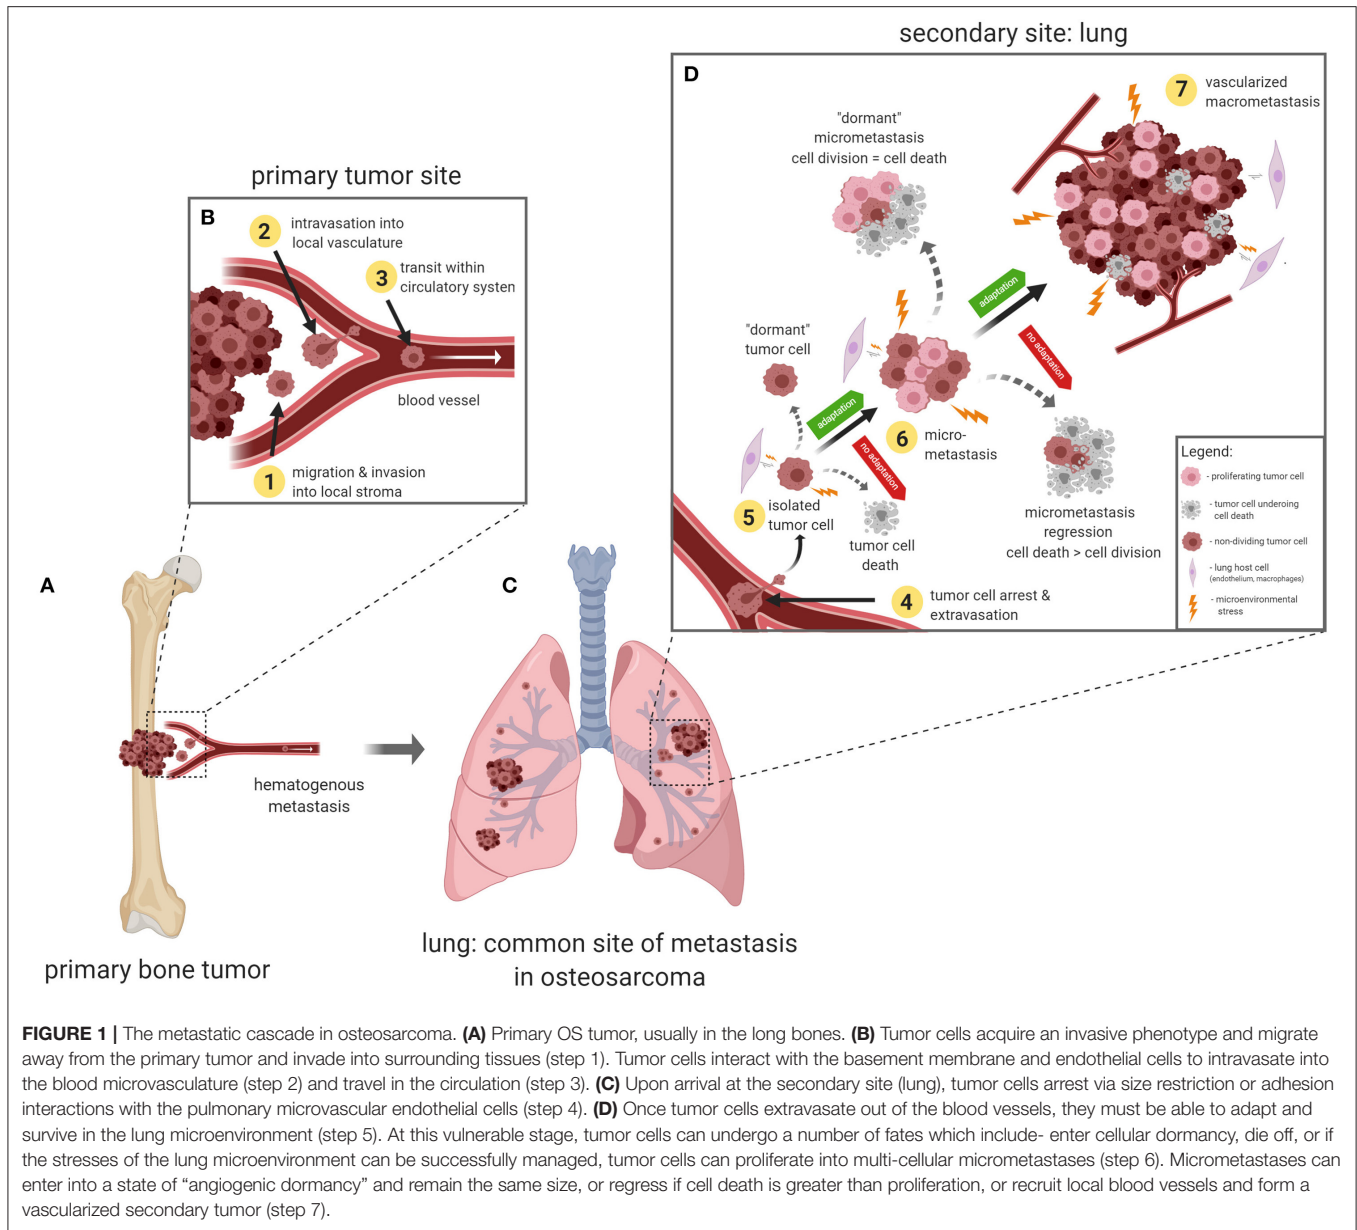 secondary site: lung
D
7
vascularized
macrometastasis
"dormant"
micrometastasis
cell division = cell death
primary tumor site
B
2
intravasation into
local vasculature
3
transit within
circulatory systen
blood vessel
1
migration & invasion
into local stroma
adaptation
no adaptation
"dormant"
tumor cell
adaptation
no adaptation
6
micro-
metastasis
5
isolated
tumor cell
tumor cell
death
micrometastasis
regression
cell death > cell division
4
tumor cell arrest &
extravasation
Legend:
- proliferating tumor cell
- tumor cell underoing
cell death
- non-dividing tumor cell
- lung host cell
(endothelium, macrophages)
- microenvironmental
stress
A
C
hematogenous
metastasis
primary bone tumor
lung: common site of metastasis
in osteosarcoma
FIGURE 1 | The metastatic cascade in osteosarcoma. (A) Primary OS tumor, usually in the long bones. (B) Tumor cells acquire an invasive phenotype and migrate
away from the primary tumor and invade into surrounding tissues (step 1). Tumor cells interact with the basement membrane and endothelial cells to intravasate into
the blood microvasculature (step 2) and travel in the circulation (step 3). (C) Upon arrival at the secondary site (lung), tumor cells arrest via size restriction or adhesion
interactions with the pulmonary microvascular endothelial cells (step 4). (D) Once tumor cells extravasate out of the blood vessels, they must be able to adapt and
survive in the lung microenvironment (step 5). At this vulnerable stage, tumor cells can undergo a number of fates which include- enter cellular dormancy, die off, or if
the stresses of the lung microenvironment can be successfully managed, tumor cells can proliferate into multi-cellular micrometastases (step 6). Micrometastases can
enter into a state of “angiogenic dormancy” and remain the same size, or regress if cell death is greater than proliferation, or recruit local blood vessels and form a
vascularized secondary tumor (step 7).